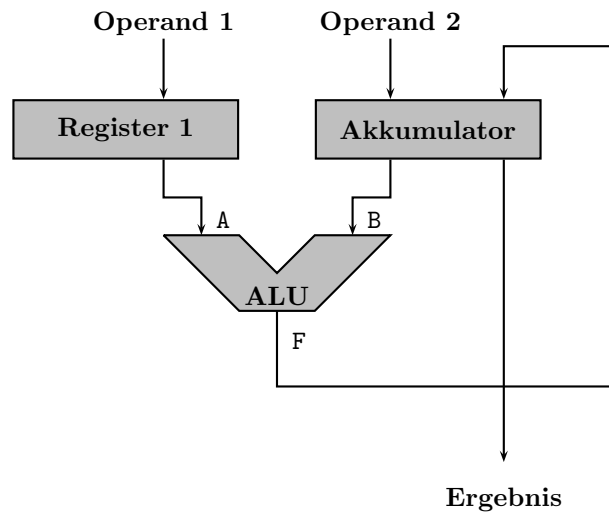 Operand 1 Operand 2
Register 1 Akkumulator
A B
ALU
F
Ergebnis